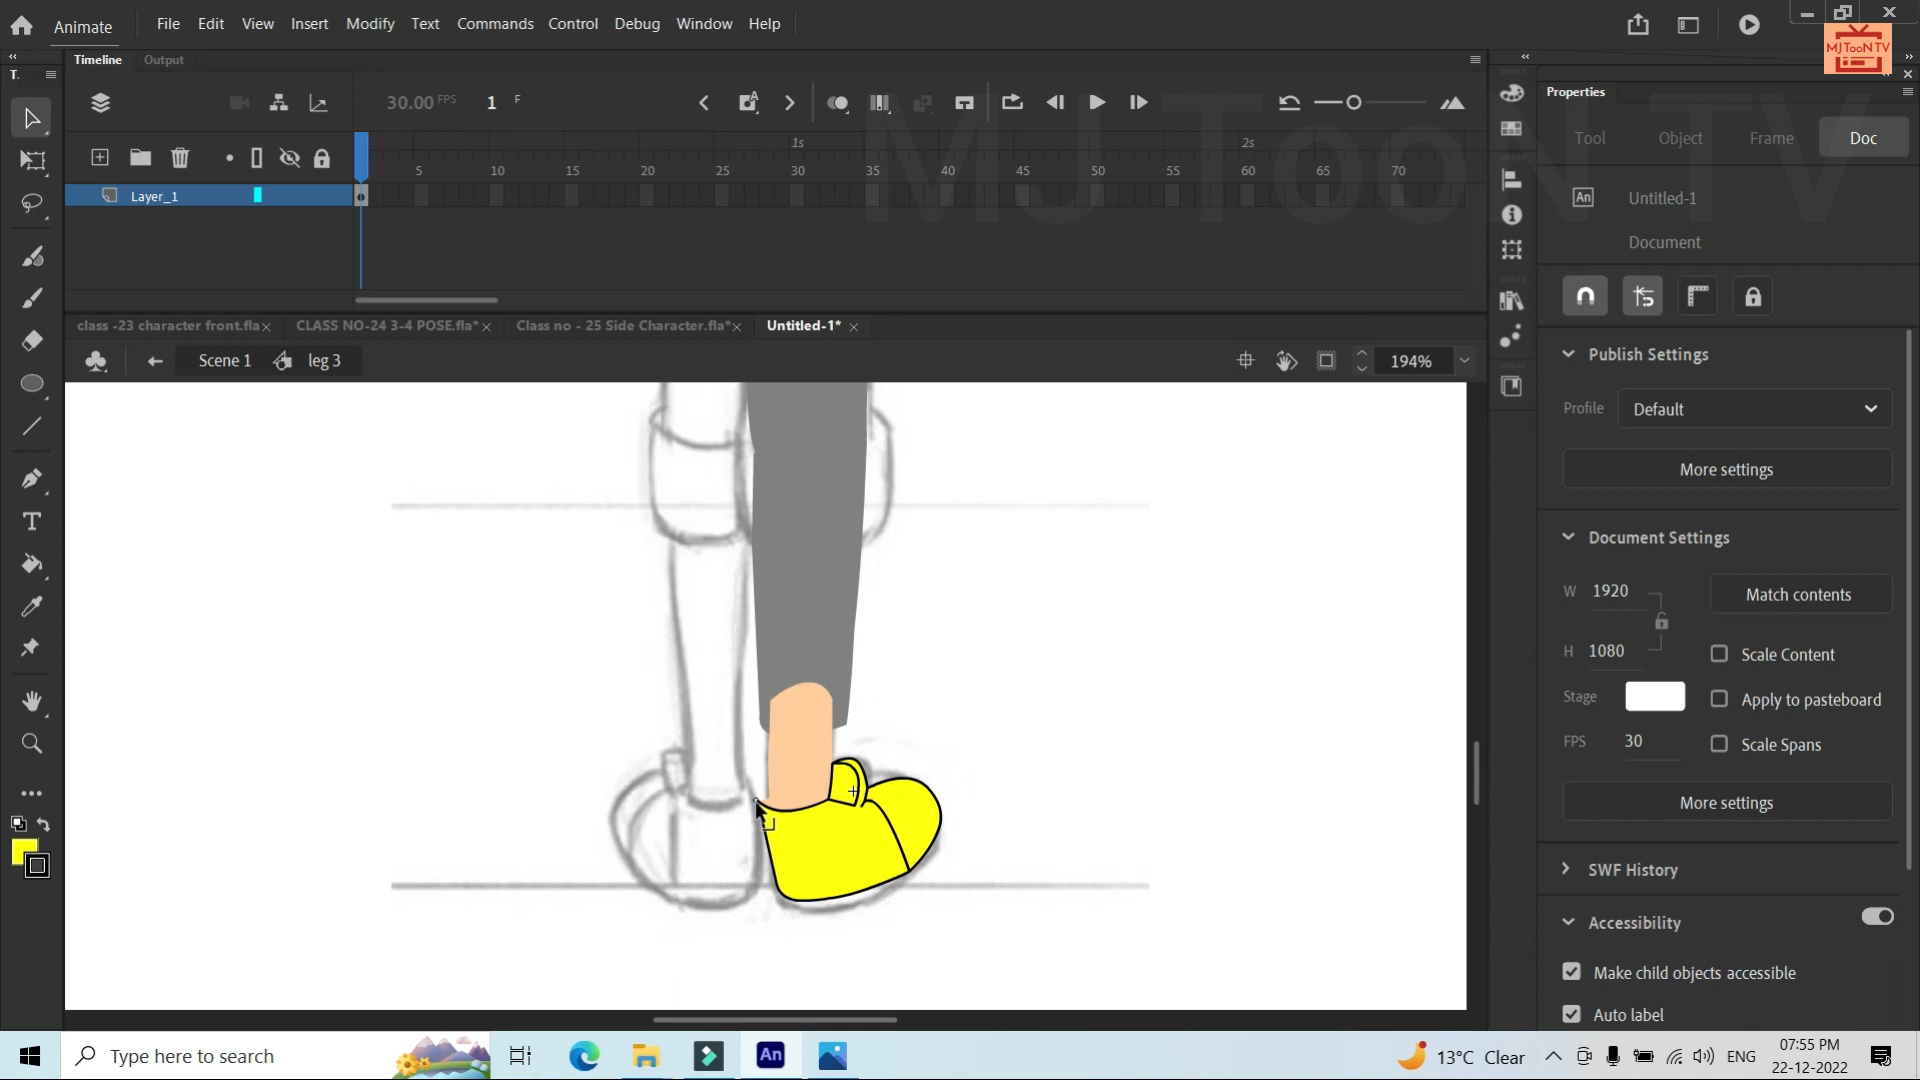 Animate
File Edit View Insert Modify Text Commands Control Debug Window Help
MJTooN TV
Timeline Output
T.
Properties
30.00 FPS 1 F
MJ TooN TV
Tool Object Frame Doc
1s 2s
5 10 15 20 25 30 35 40 45 50 55 60 65 70
Layer_1
An Untitled-1
Document
class -23 character front.fla CLASS NO-24 3-4 POSE.fla* Class no - 25 Side Character.fla* Untitled-1*
Scene 1 leg 3 194%
Publish Settings
Profile Default
More settings
Document Settings
W 1920 Match contents
H 1080 Scale Content
Stage Apply to pasteboard
FPS 30 Scale Spans
More settings
SWF History
Accessibility
Make child objects accessible
Auto label
Type here to search An 13°C Clear ENG 07:55 PM
22-12-2022